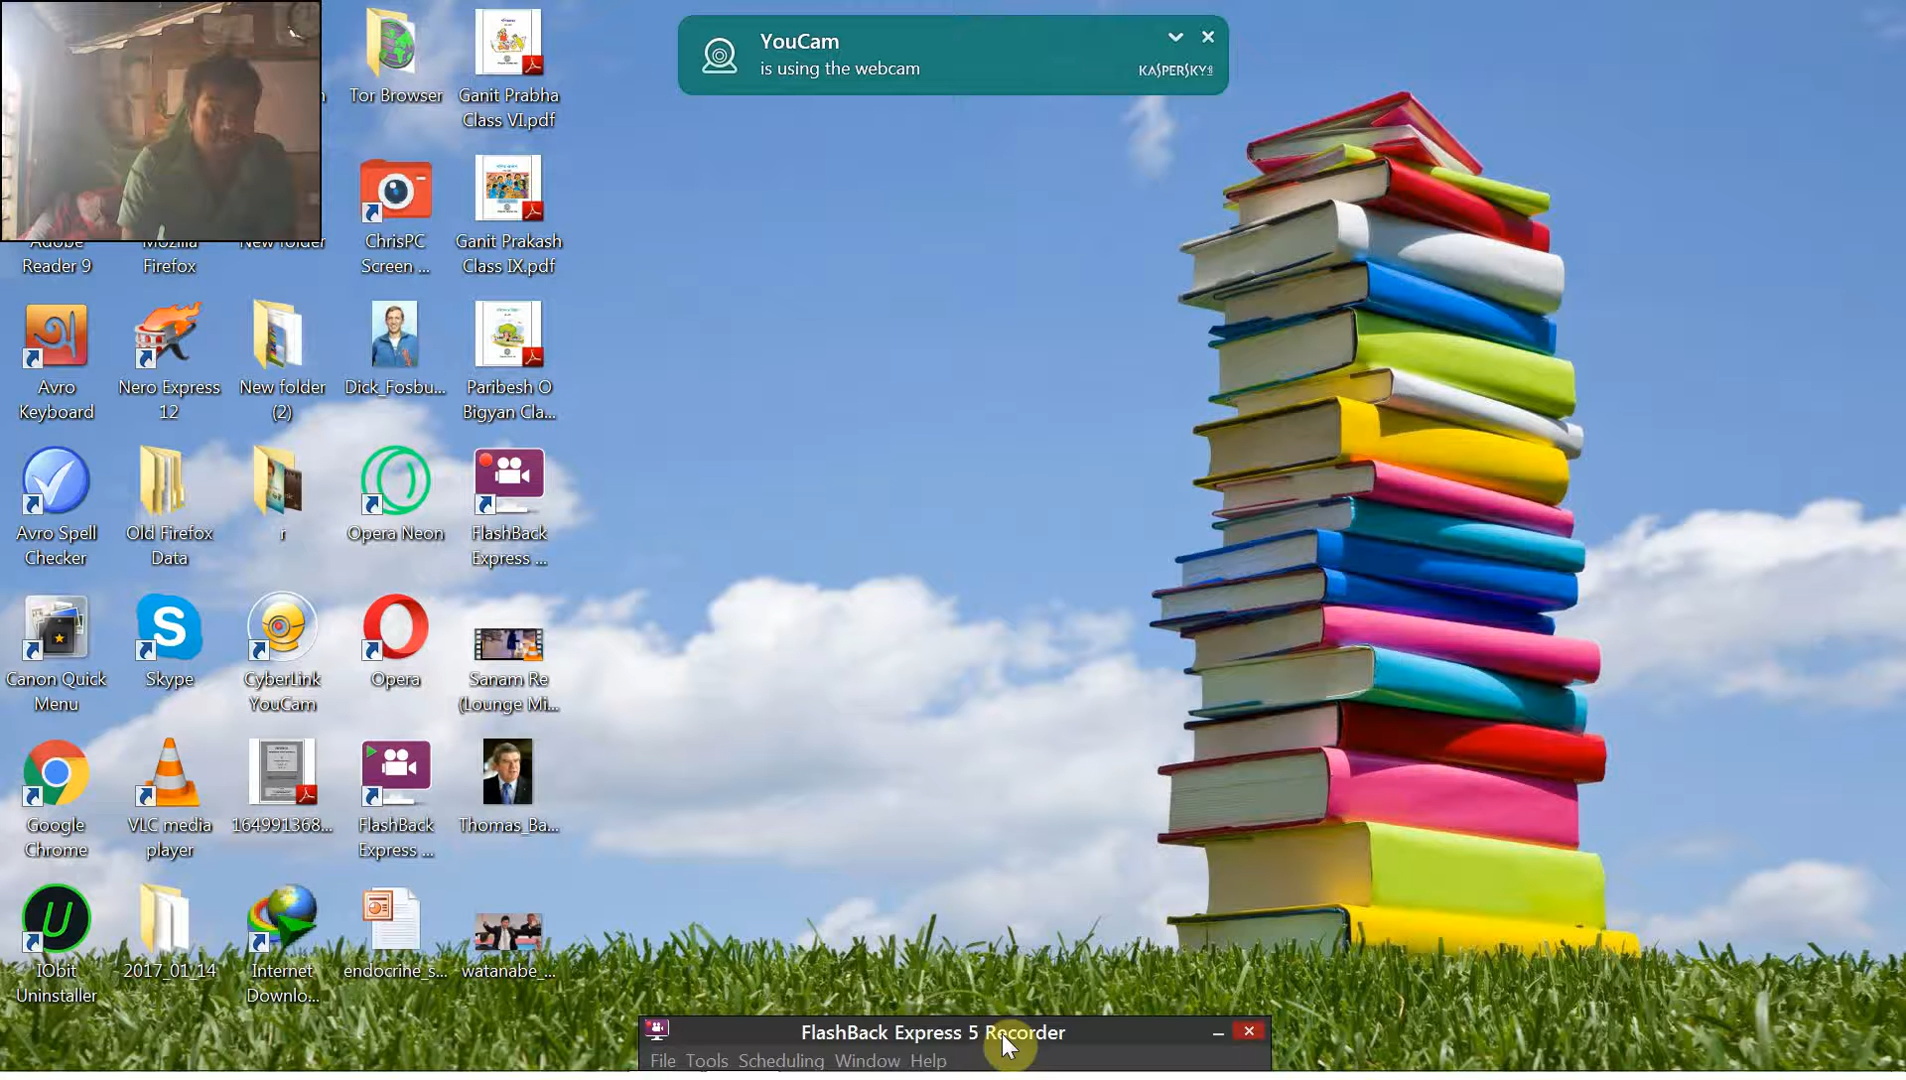 YouCam
is using the webcam
KASPERSKY
Tor Browser
Ganit Prabha
Class VI.pdf
Adobe
Reader 9
Mozilla
Firefox
New folder
ChrisPC
Screen ...
Ganit Prakash
Class IX.pdf
Avro
Keyboard
Nero Express
12
New folder
(2)
Dick_Fosbu...
Paribesh O
Bigyan Cla...
Avro Spell
Checker
Old Firefox
Data
r
Opera Neon
FlashBack
Express ...
Canon Quick
Menu
Skype
CyberLink
YouCam
Opera
Sanam Re
(Lounge Mi...
Google
Chrome
VLC media
player
164991368...
FlashBack
Express ...
Thomas_Ba...
IObit
Uninstaller
2017_01_14
Internet
Downlo...
endocrine_s...
watanabe_...
FlashBack Express 5 Recorder
File Tools Scheduling Window Help